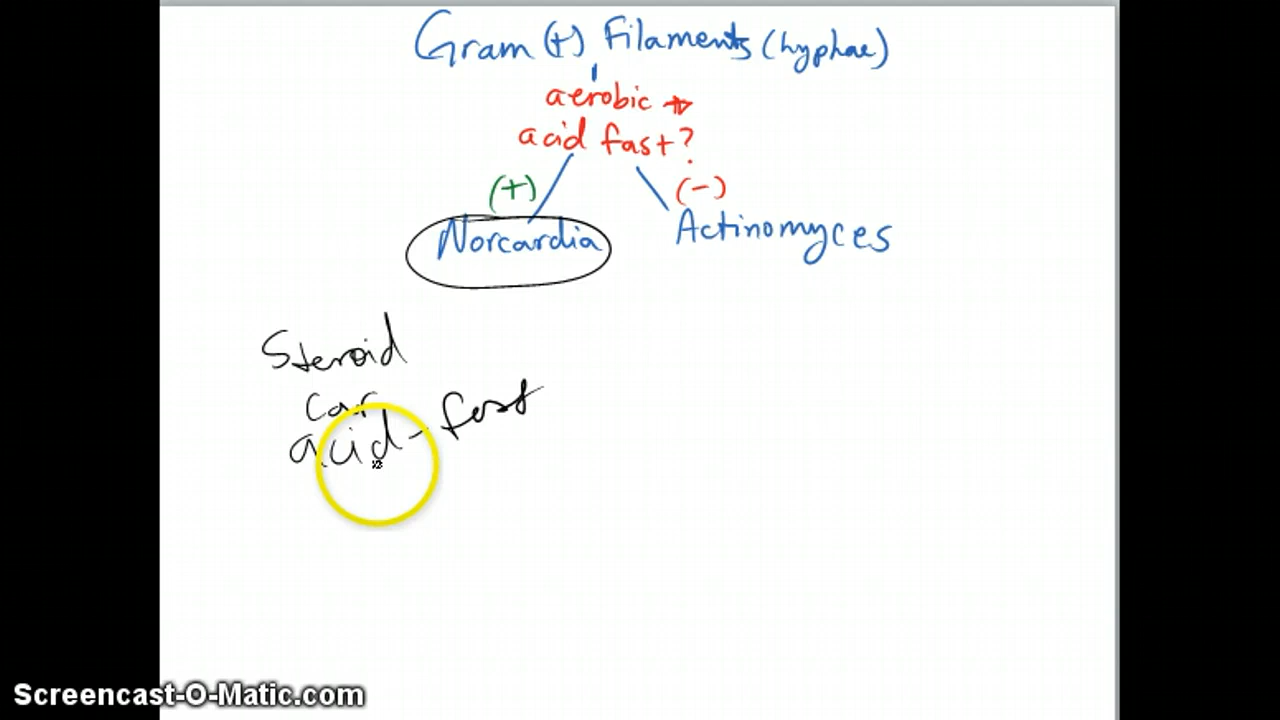 Gram (+) Filaments (hyphae)
aerobic →
acid fast?
(+) (-)
Norcardia Actinomyces
Steroid
car
acid-fast
Screencast-O-Matic.com